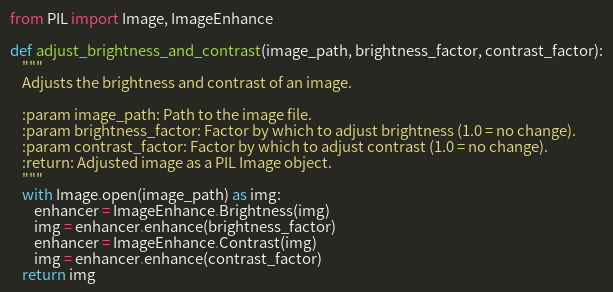 from PIL import Image, ImageEnhance

def adjust_brightness_and_contrast(image_path, brightness_factor, contrast_factor):
    """
    Adjusts the brightness and contrast of an image.

    :param image_path: Path to the image file.
    :param brightness_factor: Factor by which to adjust brightness (1.0 = no change).
    :param contrast_factor: Factor by which to adjust contrast (1.0 = no change).
    :return: Adjusted image as a PIL Image object.
    """
    with Image.open(image_path) as img:
        enhancer = ImageEnhance.Brightness(img)
        img = enhancer.enhance(brightness_factor)
        enhancer = ImageEnhance.Contrast(img)
        img = enhancer.enhance(contrast_factor)
    return img